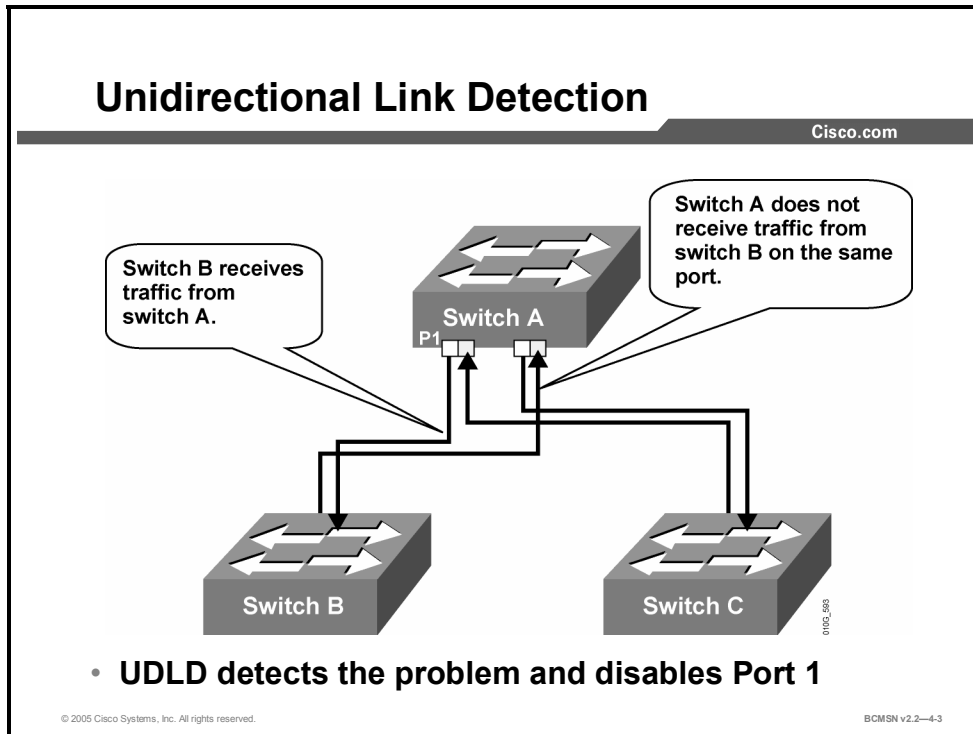 Unidirectional Link Detection
Cisco.com
Switch B receives
traffic from
switch A.
Switch A does not
receive traffic from
switch B on the same
port.
Switch A
P1
Switch B
Switch C
010G_593
• UDLD detects the problem and disables Port 1
© 2005 Cisco Systems, Inc. All rights reserved.
BCMSN v2.2—4-3